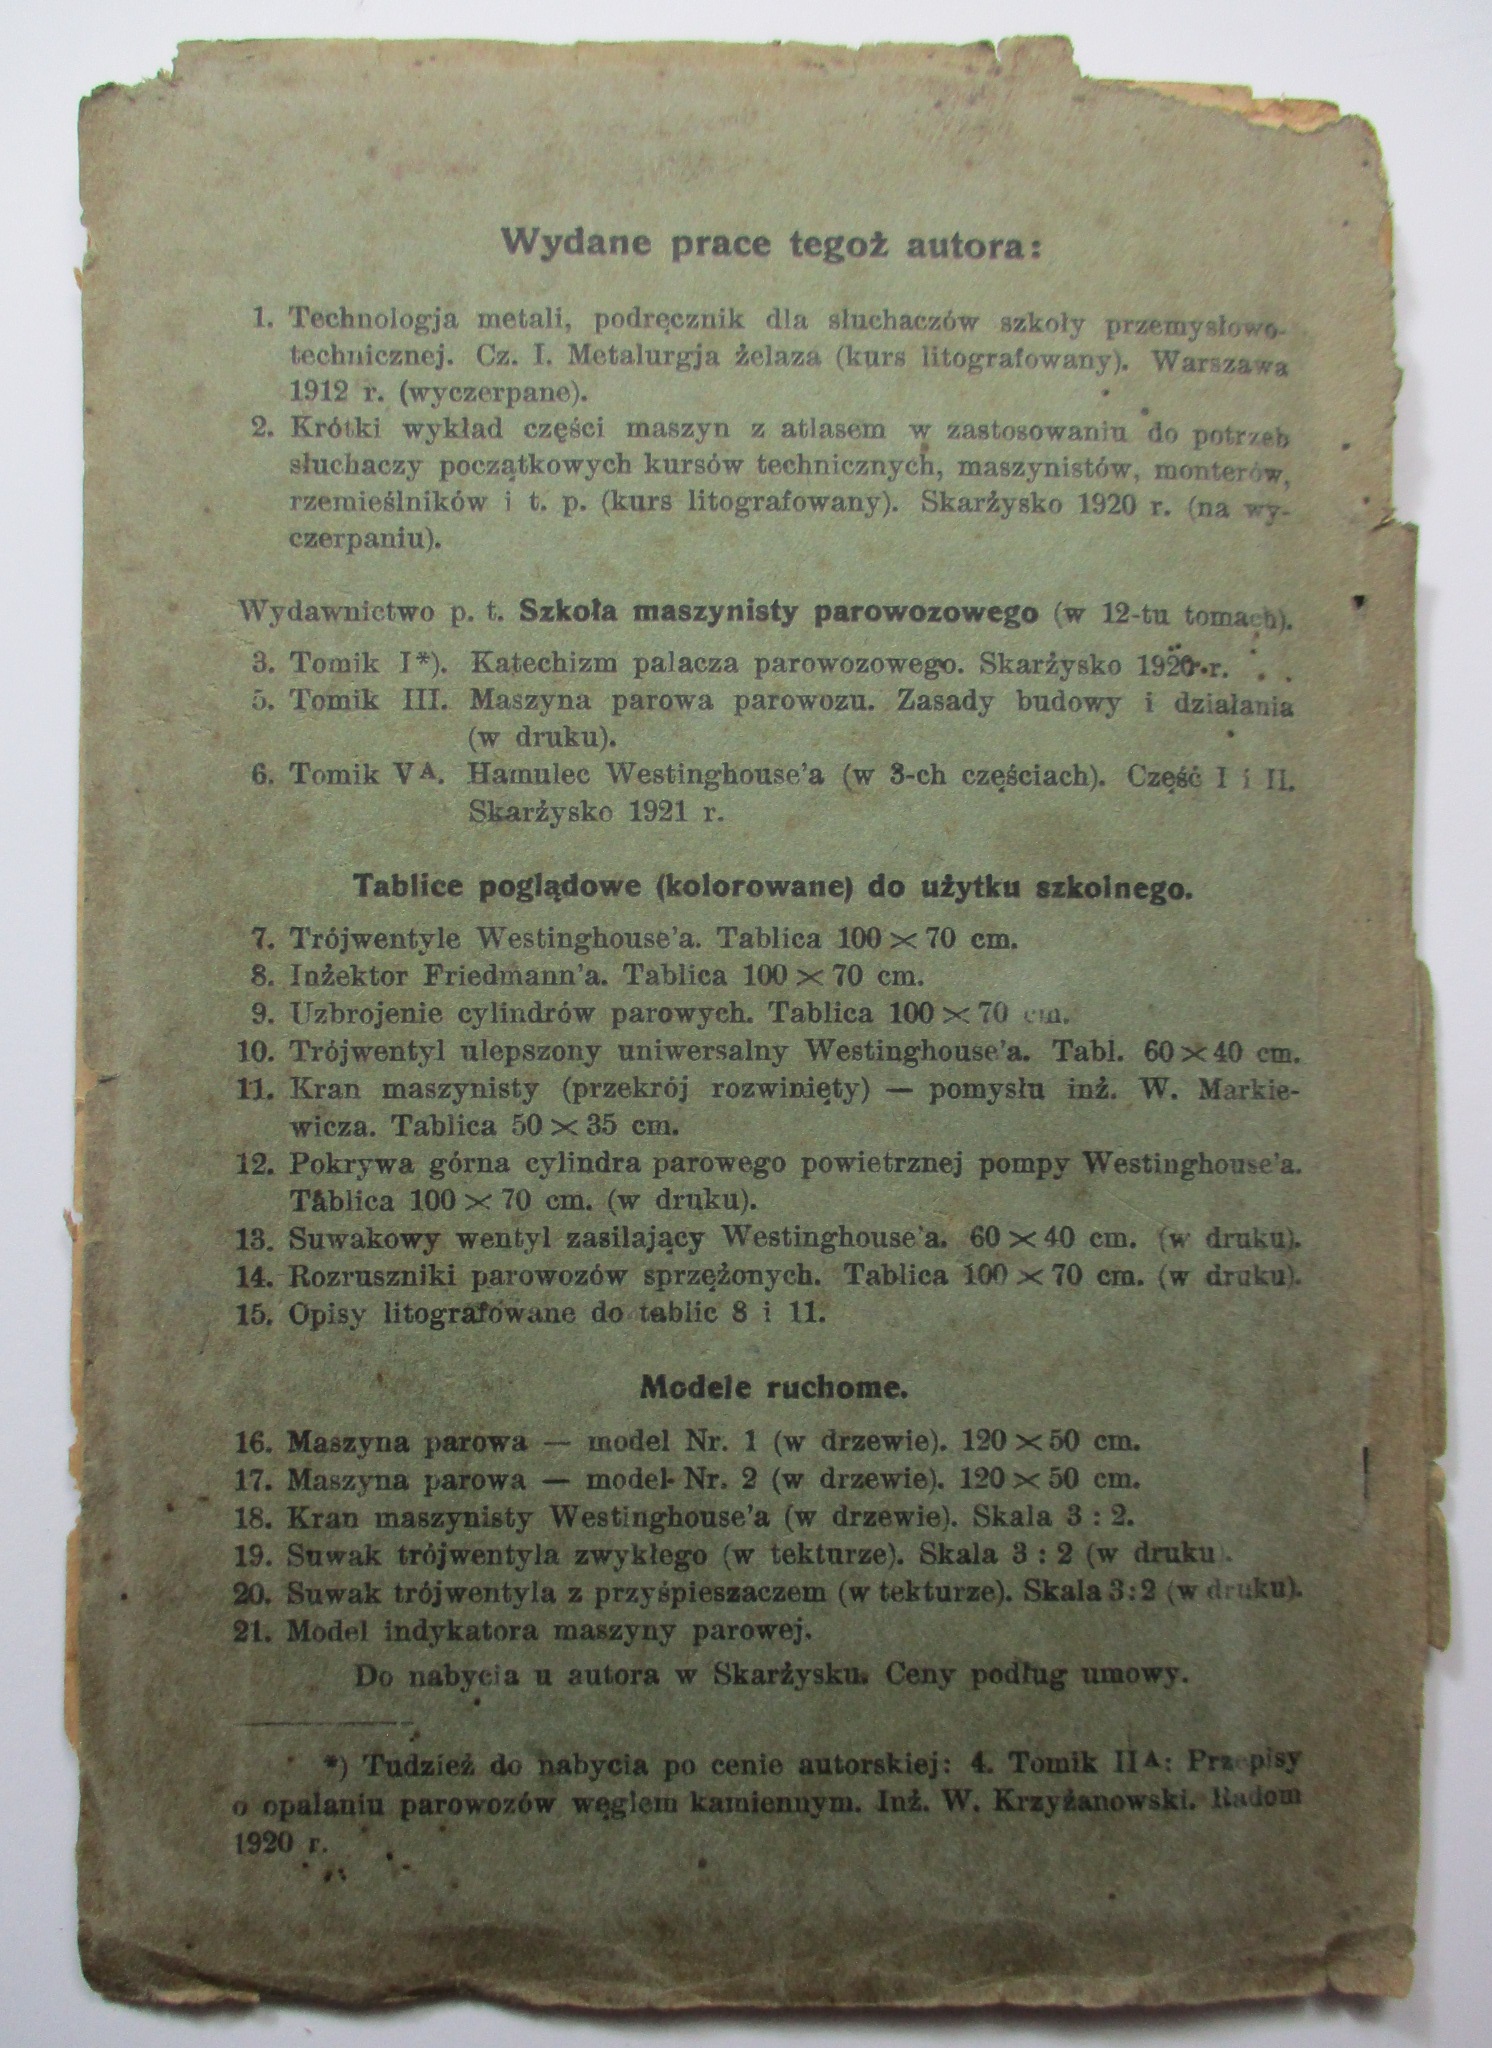 Wydane prace tegoż autora:
1. Technologja metali, podręcznik dla słuchaczów szkoły przemysłowo-
technicznej. Cz. I. Metalurgja żelaza (kurs litografowany). Warszawa
1912 r. (wyczerpane).
2. Krótki wykład części maszyn z atlasem w zastosowaniu do potrzeb
słuchaczy początkowych kursów technicznych, maszynistów, monterów,
rzemieślników i t. p. (kurs litografowany). Skarżysko 1920 r. (na wy-
czerpaniu).
Wydawnictwo p. t. Szkoła maszynisty parowozowego (w 12-tu tomach).
3. Tomik I*). Katechizm palacza parowozowego. Skarżysko 1920 r.
5. Tomik III. Maszyna parowa parowozu. Zasady budowy i działania
(w druku).
6. Tomik VA. Hamulec Westinghouse'a (w 3-ch częściach). Część I i II.
Skarżysko 1921 r.
Tablice poglądowe (kolorowane) do użytku szkolnego.
7. Trójwentyle Westinghouse'a. Tablica 100 × 70 cm.
8. Inżektor Friedmann'a. Tablica 100 × 70 cm.
9. Uzbrojenie cylindrów parowych. Tablica 100 × 70 cm.
10. Trójwentyl ulepszony uniwersalny Westinghouse'a. Tabl. 60 × 40 cm.
11. Kran maszynisty (przekrój rozwinięty) — pomysłu inż. W. Markie-
wicza. Tablica 50 × 35 cm.
12. Pokrywa górna cylindra parowego powietrznej pompy Westinghouse'a.
Tablica 100 × 70 cm. (w druku).
13. Suwakowy wentyl zasilający Westinghouse'a. 60 × 40 cm. (w druku).
14. Rozruszniki parowozów sprzężonych. Tablica 100 × 70 cm. (w druku).
15. Opisy litografowane do tablic 8 i 11.
Modele ruchome.
16. Maszyna parowa — model Nr. 1 (w drzewie). 120 × 50 cm.
17. Maszyna parowa — model Nr. 2 (w drzewie). 120 × 50 cm.
18. Kran maszynisty Westinghouse'a (w drzewie). Skala 3 : 2.
19. Suwak trójwentyla zwykłego (w tekturze). Skala 3 : 2 (w druku).
20. Suwak trójwentyla z przyśpieszaczem (w tekturze). Skala 3 : 2 (w druku).
21. Model indykatora maszyny parowej.
Do nabycia u autora w Skarżysku. Ceny podług umowy.
*) Tudzież do nabycia po cenie autorskiej: 4. Tomik IIA: Przepisy
o opalaniu parowozów węglem kamiennym. Inż. W. Krzyżanowski. Radom
1920 r.